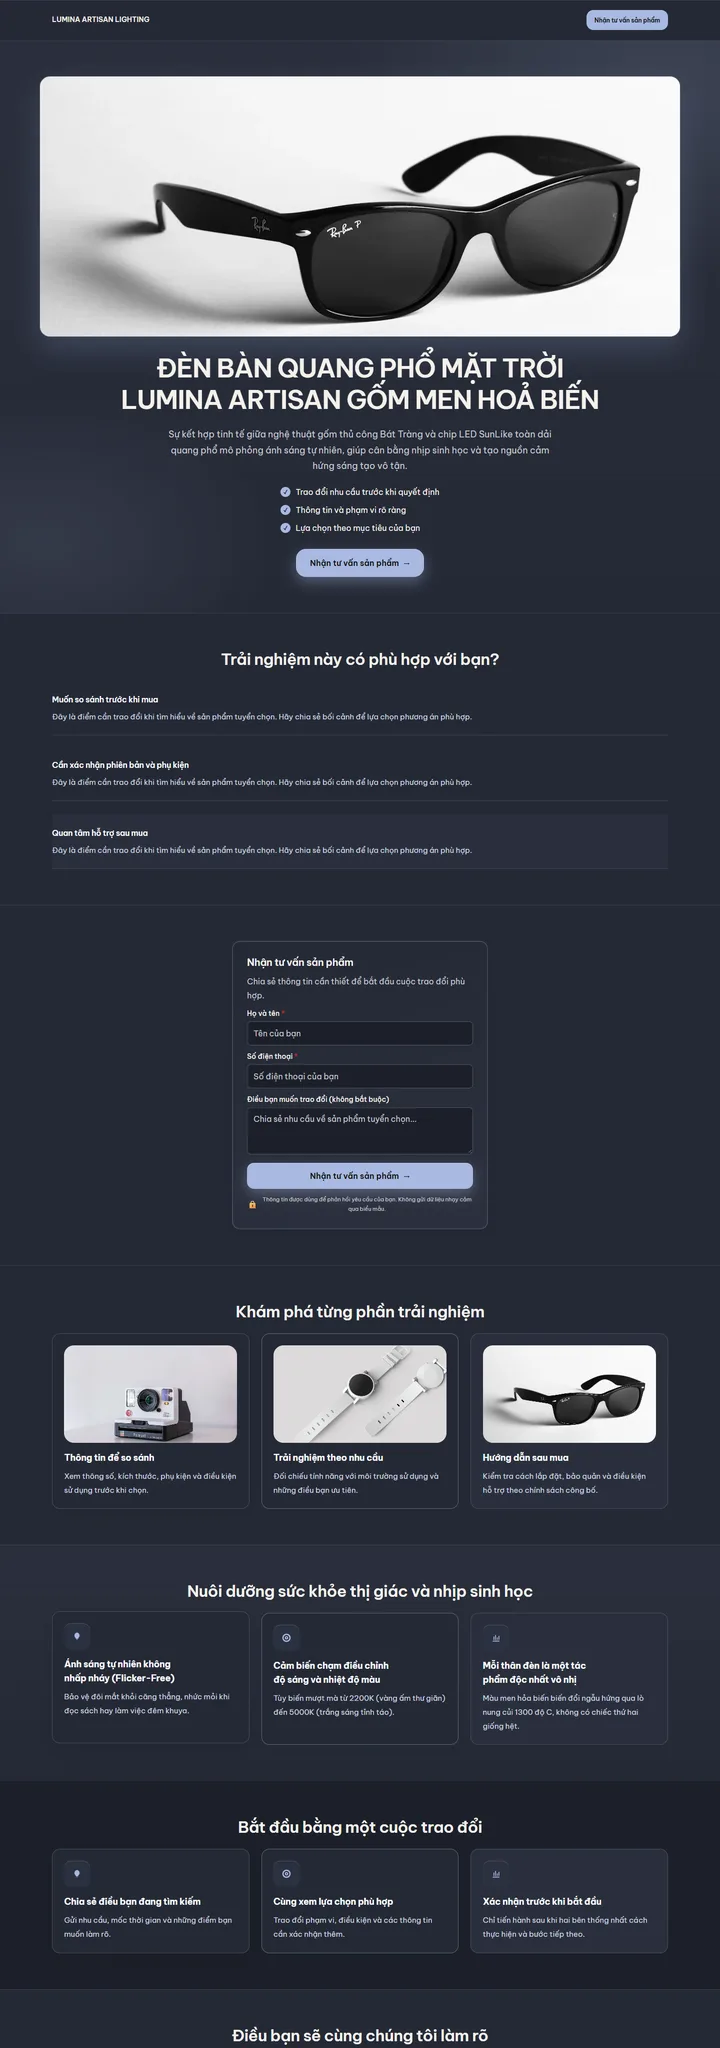 LUMINA ARTISAN LIGHTING
Nhận tư vấn sản phẩm
Ray-Ban P
ĐÈN BÀN QUANG PHỔ MẶT TRỜI
LUMINA ARTISAN GỐM MEN HOẢ BIẾN
Sự kết hợp tinh tế giữa nghệ thuật gốm thủ công Bát Tràng và chip LED SunLike toàn dải
quang phổ mô phỏng ánh sáng tự nhiên, giúp cân bằng nhịp sinh học và tạo nguồn cảm
hứng sáng tạo vô tận.
Trao đổi nhu cầu trước khi quyết định
Thông tin và phạm vi rõ ràng
Lựa chọn theo mục tiêu của bạn
Nhận tư vấn sản phẩm →
Trải nghiệm này có phù hợp với bạn?
Muốn so sánh trước khi mua
Đây là điểm cần trao đổi khi tìm hiểu về sản phẩm tuyển chọn. Hãy chia sẻ bối cảnh để lựa chọn phương án phù hợp.
Cần xác nhận phiên bản và phụ kiện
Đây là điểm cần trao đổi khi tìm hiểu về sản phẩm tuyển chọn. Hãy chia sẻ bối cảnh để lựa chọn phương án phù hợp.
Quan tâm hỗ trợ sau mua
Đây là điểm cần trao đổi khi tìm hiểu về sản phẩm tuyển chọn. Hãy chia sẻ bối cảnh để lựa chọn phương án phù hợp.
Nhận tư vấn sản phẩm
Chia sẻ thông tin cần thiết để bắt đầu cuộc trao đổi phù
hợp.
Họ và tên *
Tên của bạn
Số điện thoại *
Số điện thoại của bạn
Điều bạn muốn trao đổi (không bắt buộc)
Chia sẻ nhu cầu về sản phẩm tuyển chọn...
Nhận tư vấn sản phẩm →
Thông tin được dùng để phản hồi yêu cầu của bạn. Không gửi dữ liệu nhạy cảm
qua biểu mẫu.
Khám phá từng phần trải nghiệm
Thông tin để so sánh
Xem thông số, kích thước, phụ kiện và điều kiện
sử dụng trước khi chọn.
Trải nghiệm theo nhu cầu
Đối chiếu tính năng với môi trường sử dụng và
những điều bạn ưu tiên.
Hướng dẫn sau mua
Kiểm tra cách lắp đặt, bảo quản và điều kiện
hỗ trợ theo chính sách công bố.
Nuôi dưỡng sức khỏe thị giác và nhịp sinh học
Ánh sáng tự nhiên không
nhấp nháy (Flicker-Free)
Bảo vệ đôi mắt khỏi căng thẳng, nhức mỏi khi
đọc sách hay làm việc đêm khuya.
Cảm biến chạm điều chỉnh
độ sáng và nhiệt độ màu
Tùy biến mượt mà từ 2200K (vàng ấm thư giãn)
đến 5000K (trắng sáng tỉnh táo).
Mỗi thân đèn là một tác
phẩm độc nhất vô nhị
Màu men hỏa biến biến đổi ngẫu hứng qua lò
nung củi 1300 độ C, không có chiếc thứ hai
giống hệt.
Bắt đầu bằng một cuộc trao đổi
Chia sẻ điều bạn đang tìm kiếm
Gửi nhu cầu, mốc thời gian và những điểm bạn
muốn làm rõ.
Cùng xem lựa chọn phù hợp
Trao đổi phạm vi, điều kiện và các thông tin
cần xác nhận thêm.
Xác nhận trước khi bắt đầu
Chỉ tiến hành sau khi hai bên thống nhất cách
thực hiện và bước tiếp theo.
Điều bạn sẽ cùng chúng tôi làm rõ